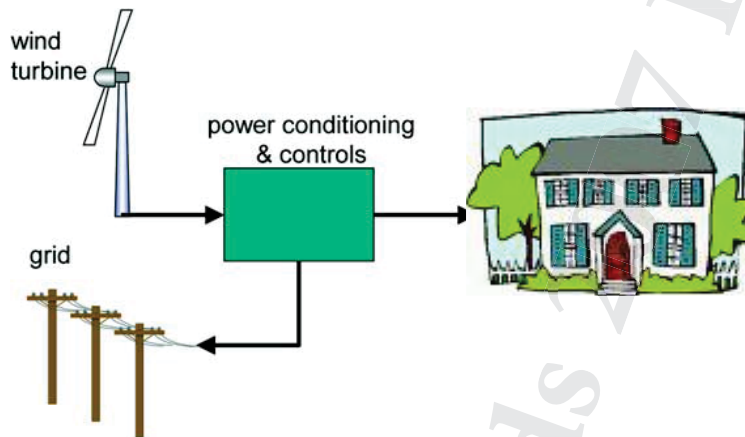 wind
turbine
power conditioning
& controls
grid